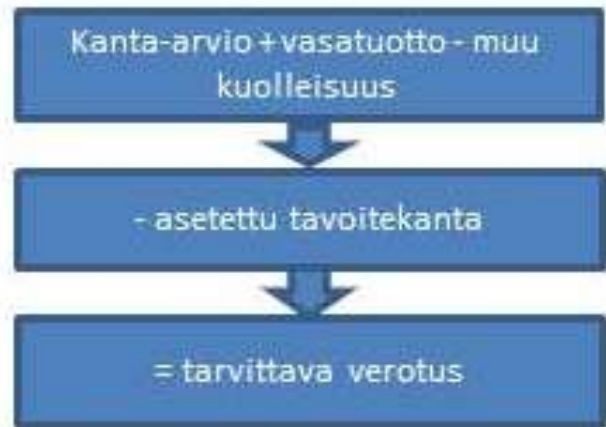 Kanta-arvio + vasatuotto - muu
kuolleisuus
- asetettu tavoitekanta
= tarvittava verotus